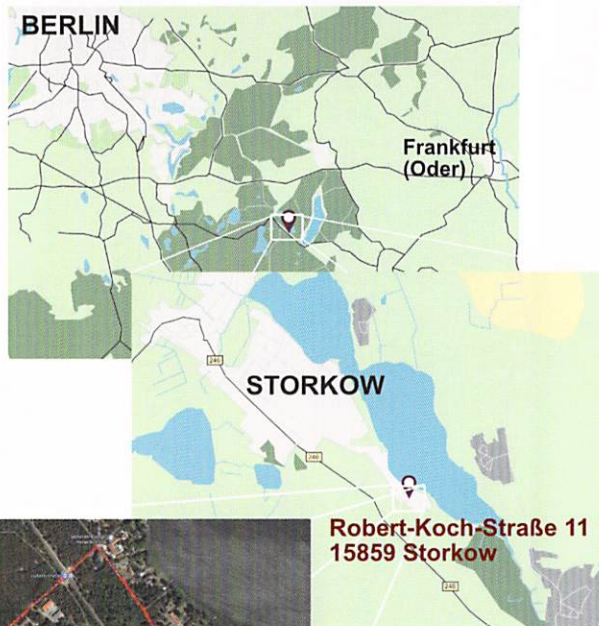 BERLIN
Frankfurt
(Oder)
246
STORKOW
246
Robert-Koch-Straße 11
15859 Storkow
246